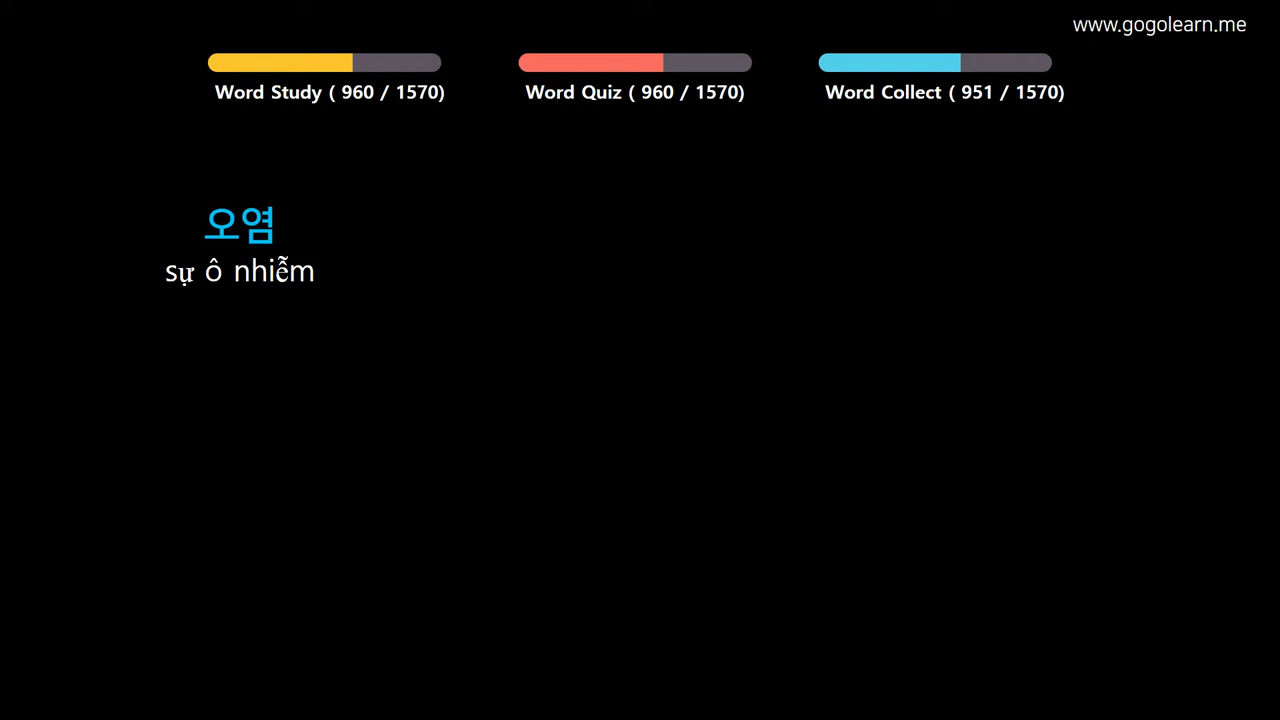 www.gogolearn.me
Word Study ( 960 / 1570)
Word Quiz ( 960 / 1570)
Word Collect ( 951 / 1570)
오염
sự ô nhiễm